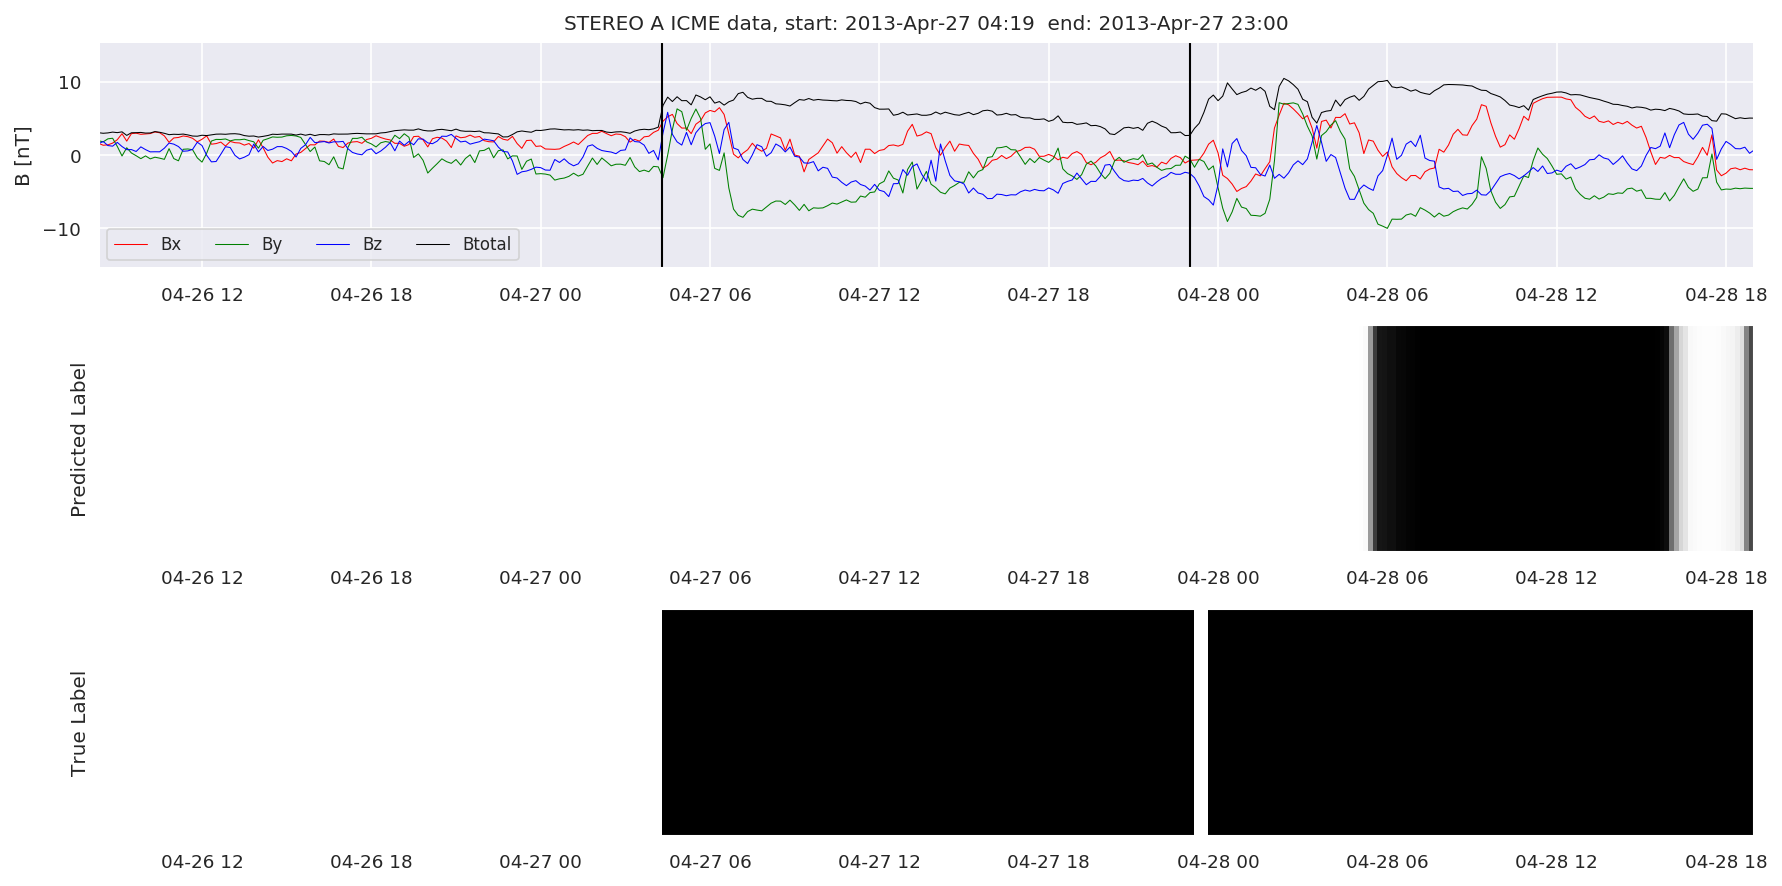 STEREO A ICME data, start: 2013-Apr-27 04:19  end: 2013-Apr-27 23:00
B [nT]
10
0
−10
Bx By Bz Btotal
04-26 12 04-26 18 04-27 00 04-27 06 04-27 12 04-27 18 04-28 00 04-28 06 04-28 12 04-28 18
Predicted Label
04-26 12 04-26 18 04-27 00 04-27 06 04-27 12 04-27 18 04-28 00 04-28 06 04-28 12 04-28 18
True Label
04-26 12 04-26 18 04-27 00 04-27 06 04-27 12 04-27 18 04-28 00 04-28 06 04-28 12 04-28 18